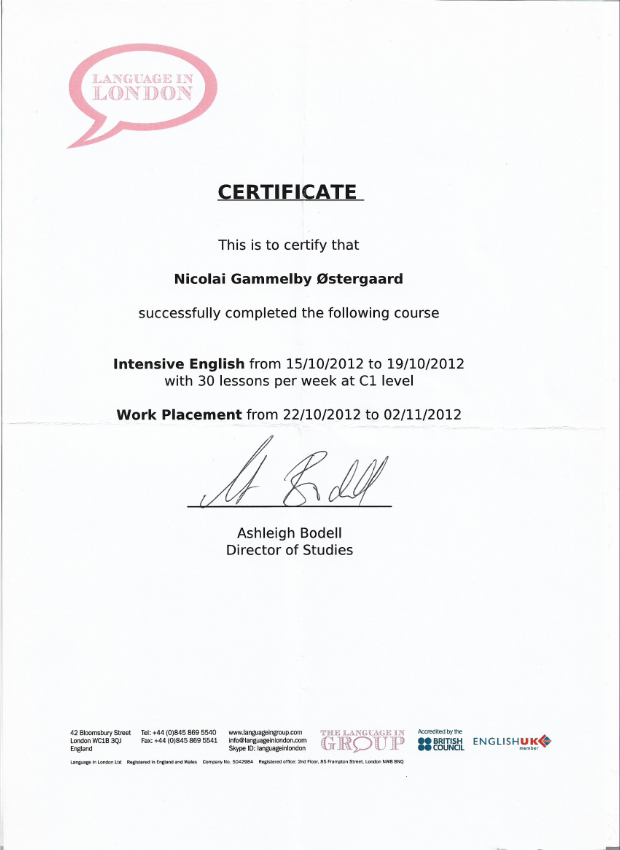 LANGUAGE IN
LONDON
CERTIFICATE
This is to certify that
Nicolai Gammelby Østergaard
successfully completed the following course
Intensive English from 15/10/2012 to 19/10/2012
with 30 lessons per week at C1 level
Work Placement from 22/10/2012 to 02/11/2012
Ashleigh Bodell
Director of Studies
42 Bloomsbury Street
London WC1B 3QJ
England
Tel: +44 (0)845 869 5540
Fax: +44 (0)845 869 5541
www.languageingroup.com
info@languageinlondon.com
Skype ID: languageinlondon
THE LANGUAGE IN
GROUP
Accredited by the
BRITISH
COUNCIL
ENGLISHUK
member
Language in London Ltd Registered in England and Wales Company No. 5042984 Registered office: 2nd Floor, 85 Frampton Street, London NW8 8NQ